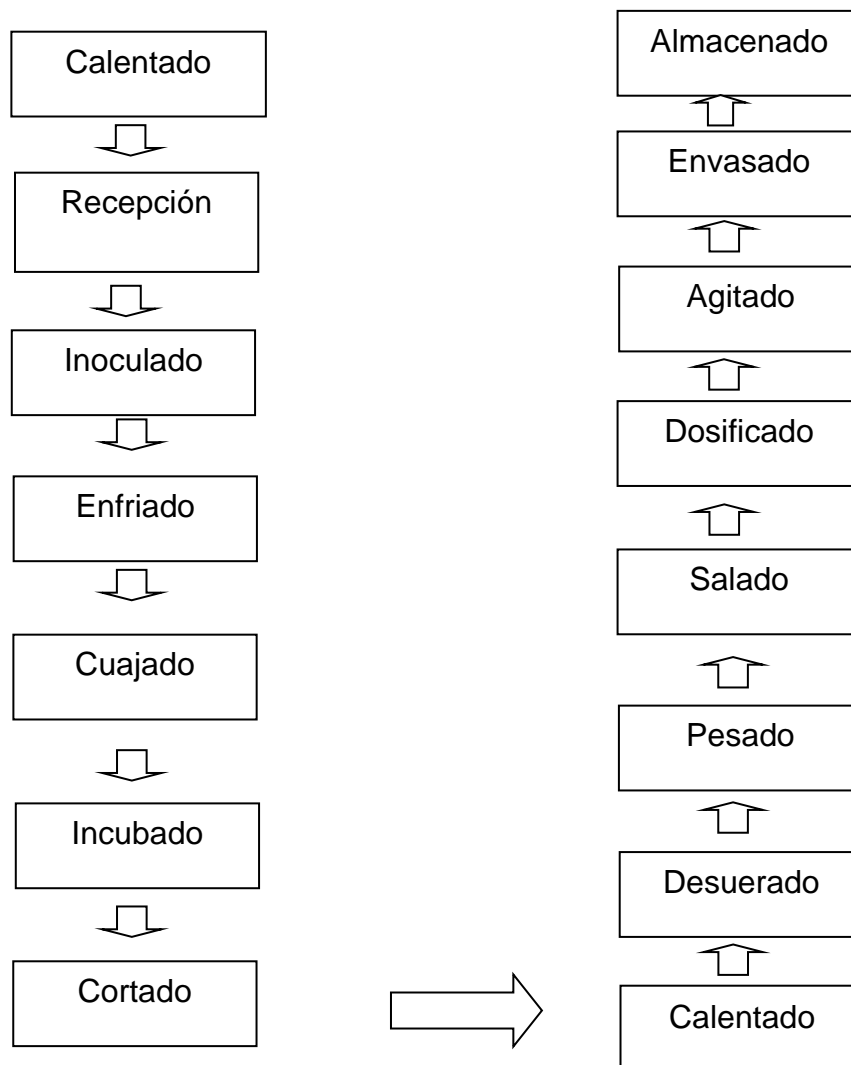 Calentado
Recepción
Inoculado
Enfriado
Cuajado
Incubado
Cortado
Calentado
Desuerado
Pesado
Salado
Dosificado
Agitado
Envasado
Almacenado